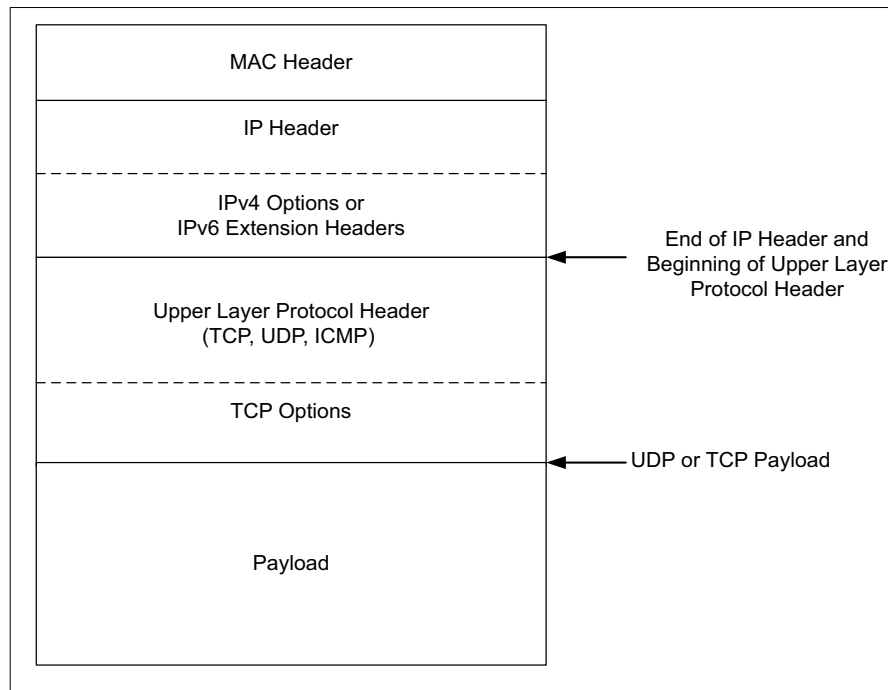 MAC Header
IP Header
IPv4 Options or
IPv6 Extension Headers
End of IP Header and
Beginning of Upper Layer
Protocol Header
Upper Layer Protocol Header
(TCP, UDP, ICMP)
TCP Options
UDP or TCP Payload
Payload